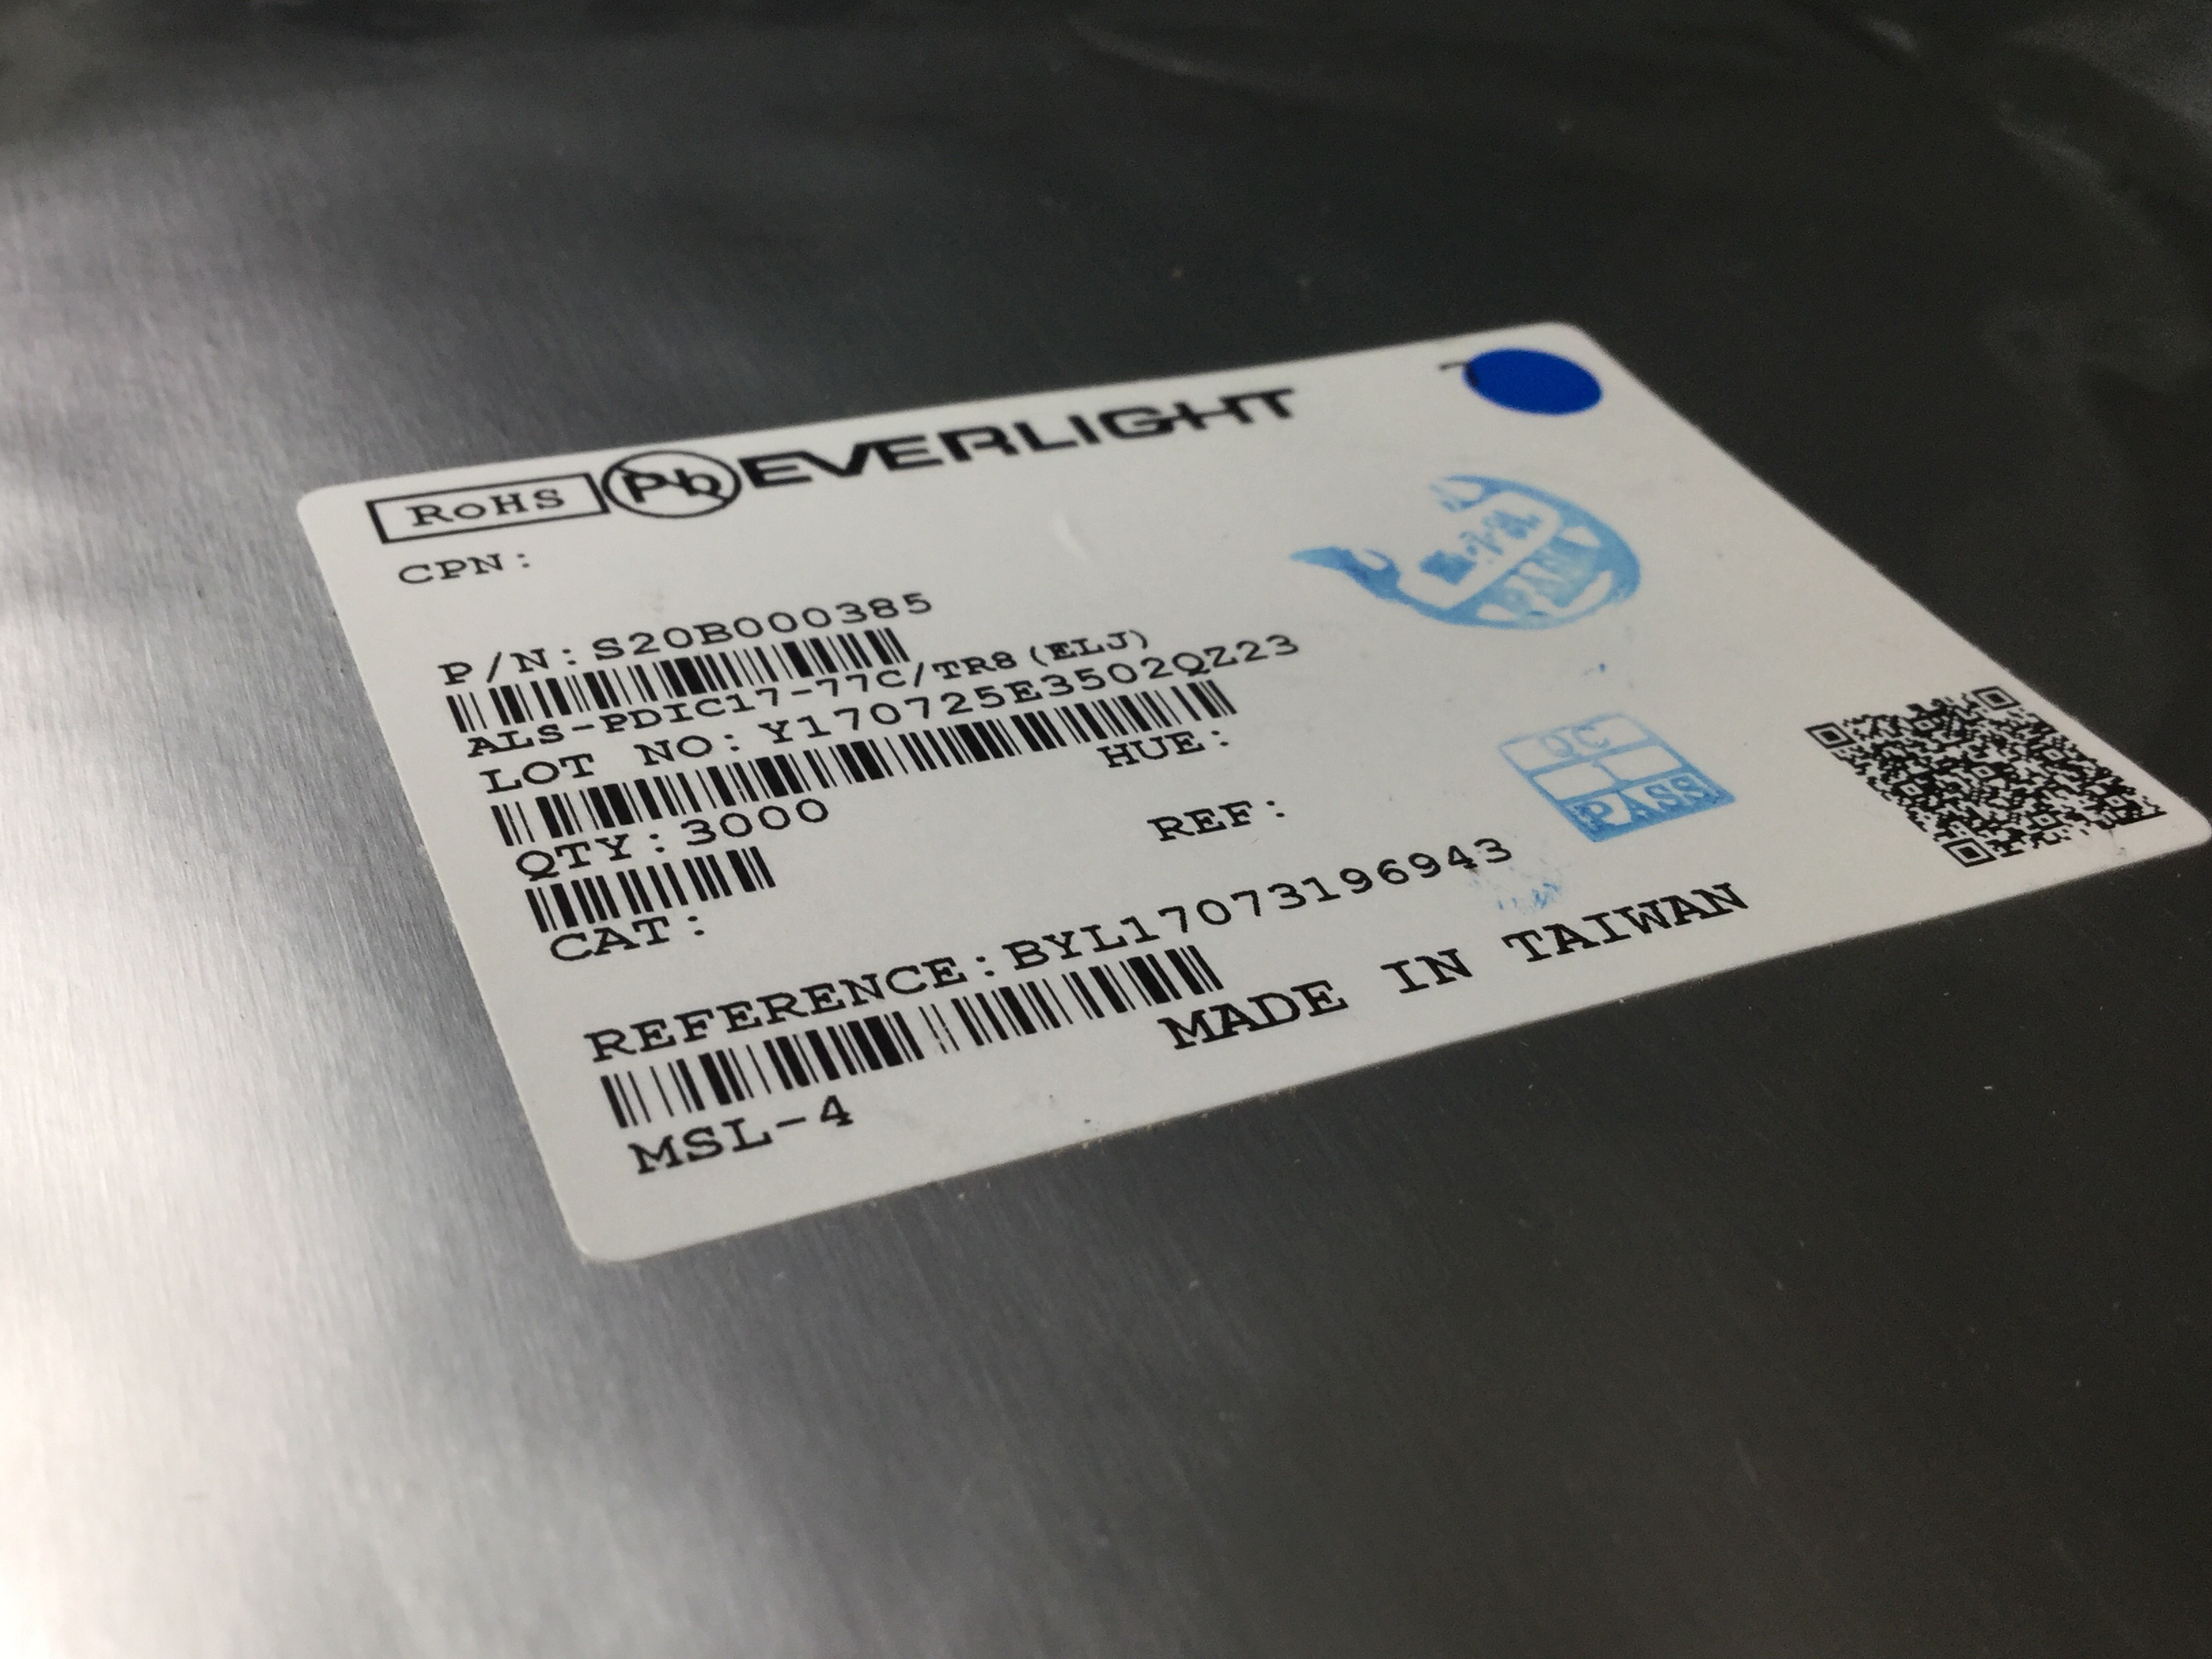 RoHS Pb EVERLIGHT
CPN:
P/N:S20B000385
ALS-PDIC17-77C/TR8(ELJ)
LOT NO:Y170725E3502QZ23
HUE:
QTY:3000
REF:
CAT:
REFERENCE:BYL17073196943
MADE IN TAIWAN
MSL-4
QC
PASS